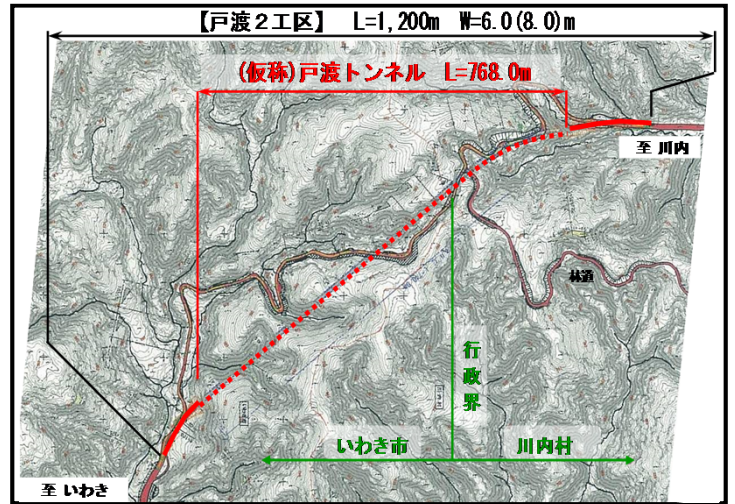 【戸渡2工区】 L=1,200m W=6.0(8.0)m
(仮称)戸渡トンネル L=768.0m
至 川内
林道
行政界
いわき市
川内村
至 いわき